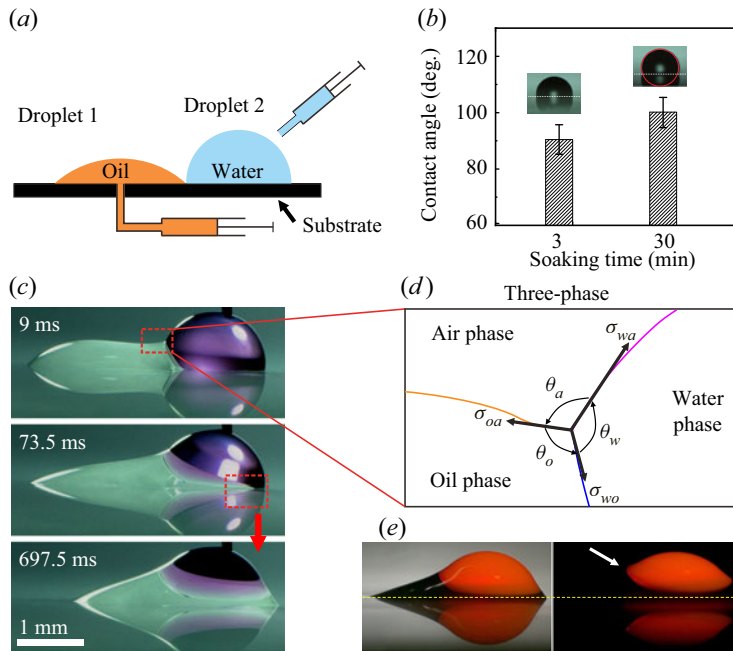 (a)
Droplet 1
Droplet 2
Oil
Water
Substrate
(b)
Contact angle (deg.)
120
100
80
60
3
30
Soaking time (min)
(c)
9 ms
73.5 ms
697.5 ms
1 mm
(d)
Three-phase
Air phase
σwa
θa
Water
phase
σoa
θw
θo
Oil phase
σwo
(e)